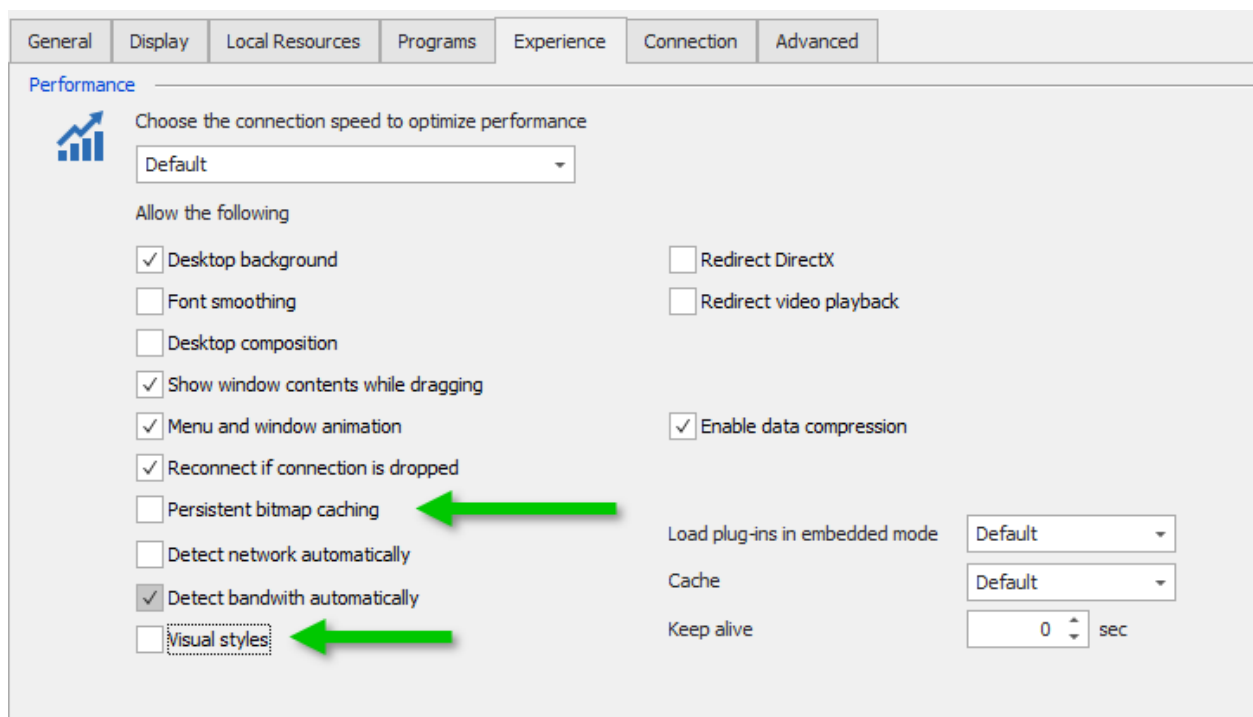 General Display Local Resources Programs Experience Connection Advanced
Performance
Choose the connection speed to optimize performance
Default
Allow the following
Desktop background
Redirect DirectX
Font smoothing
Redirect video playback
Desktop composition
Show window contents while dragging
Menu and window animation
Enable data compression
Reconnect if connection is dropped
Persistent bitmap caching
Load plug-ins in embedded mode Default
Detect network automatically
Cache Default
Detect bandwith automatically
Keep alive 0 sec
Visual styles